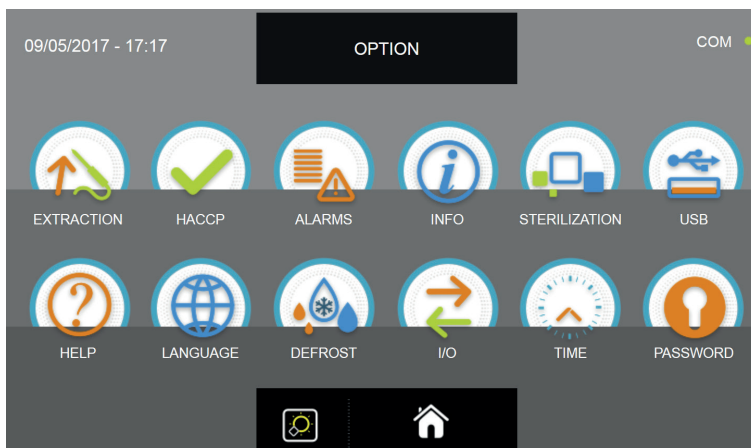 09/05/2017 - 17:17
OPTION
COM
EXTRACTION
HACCP
ALARMS
INFO
STERILIZATION
USB
HELP
LANGUAGE
DEFROST
I/O
TIME
PASSWORD